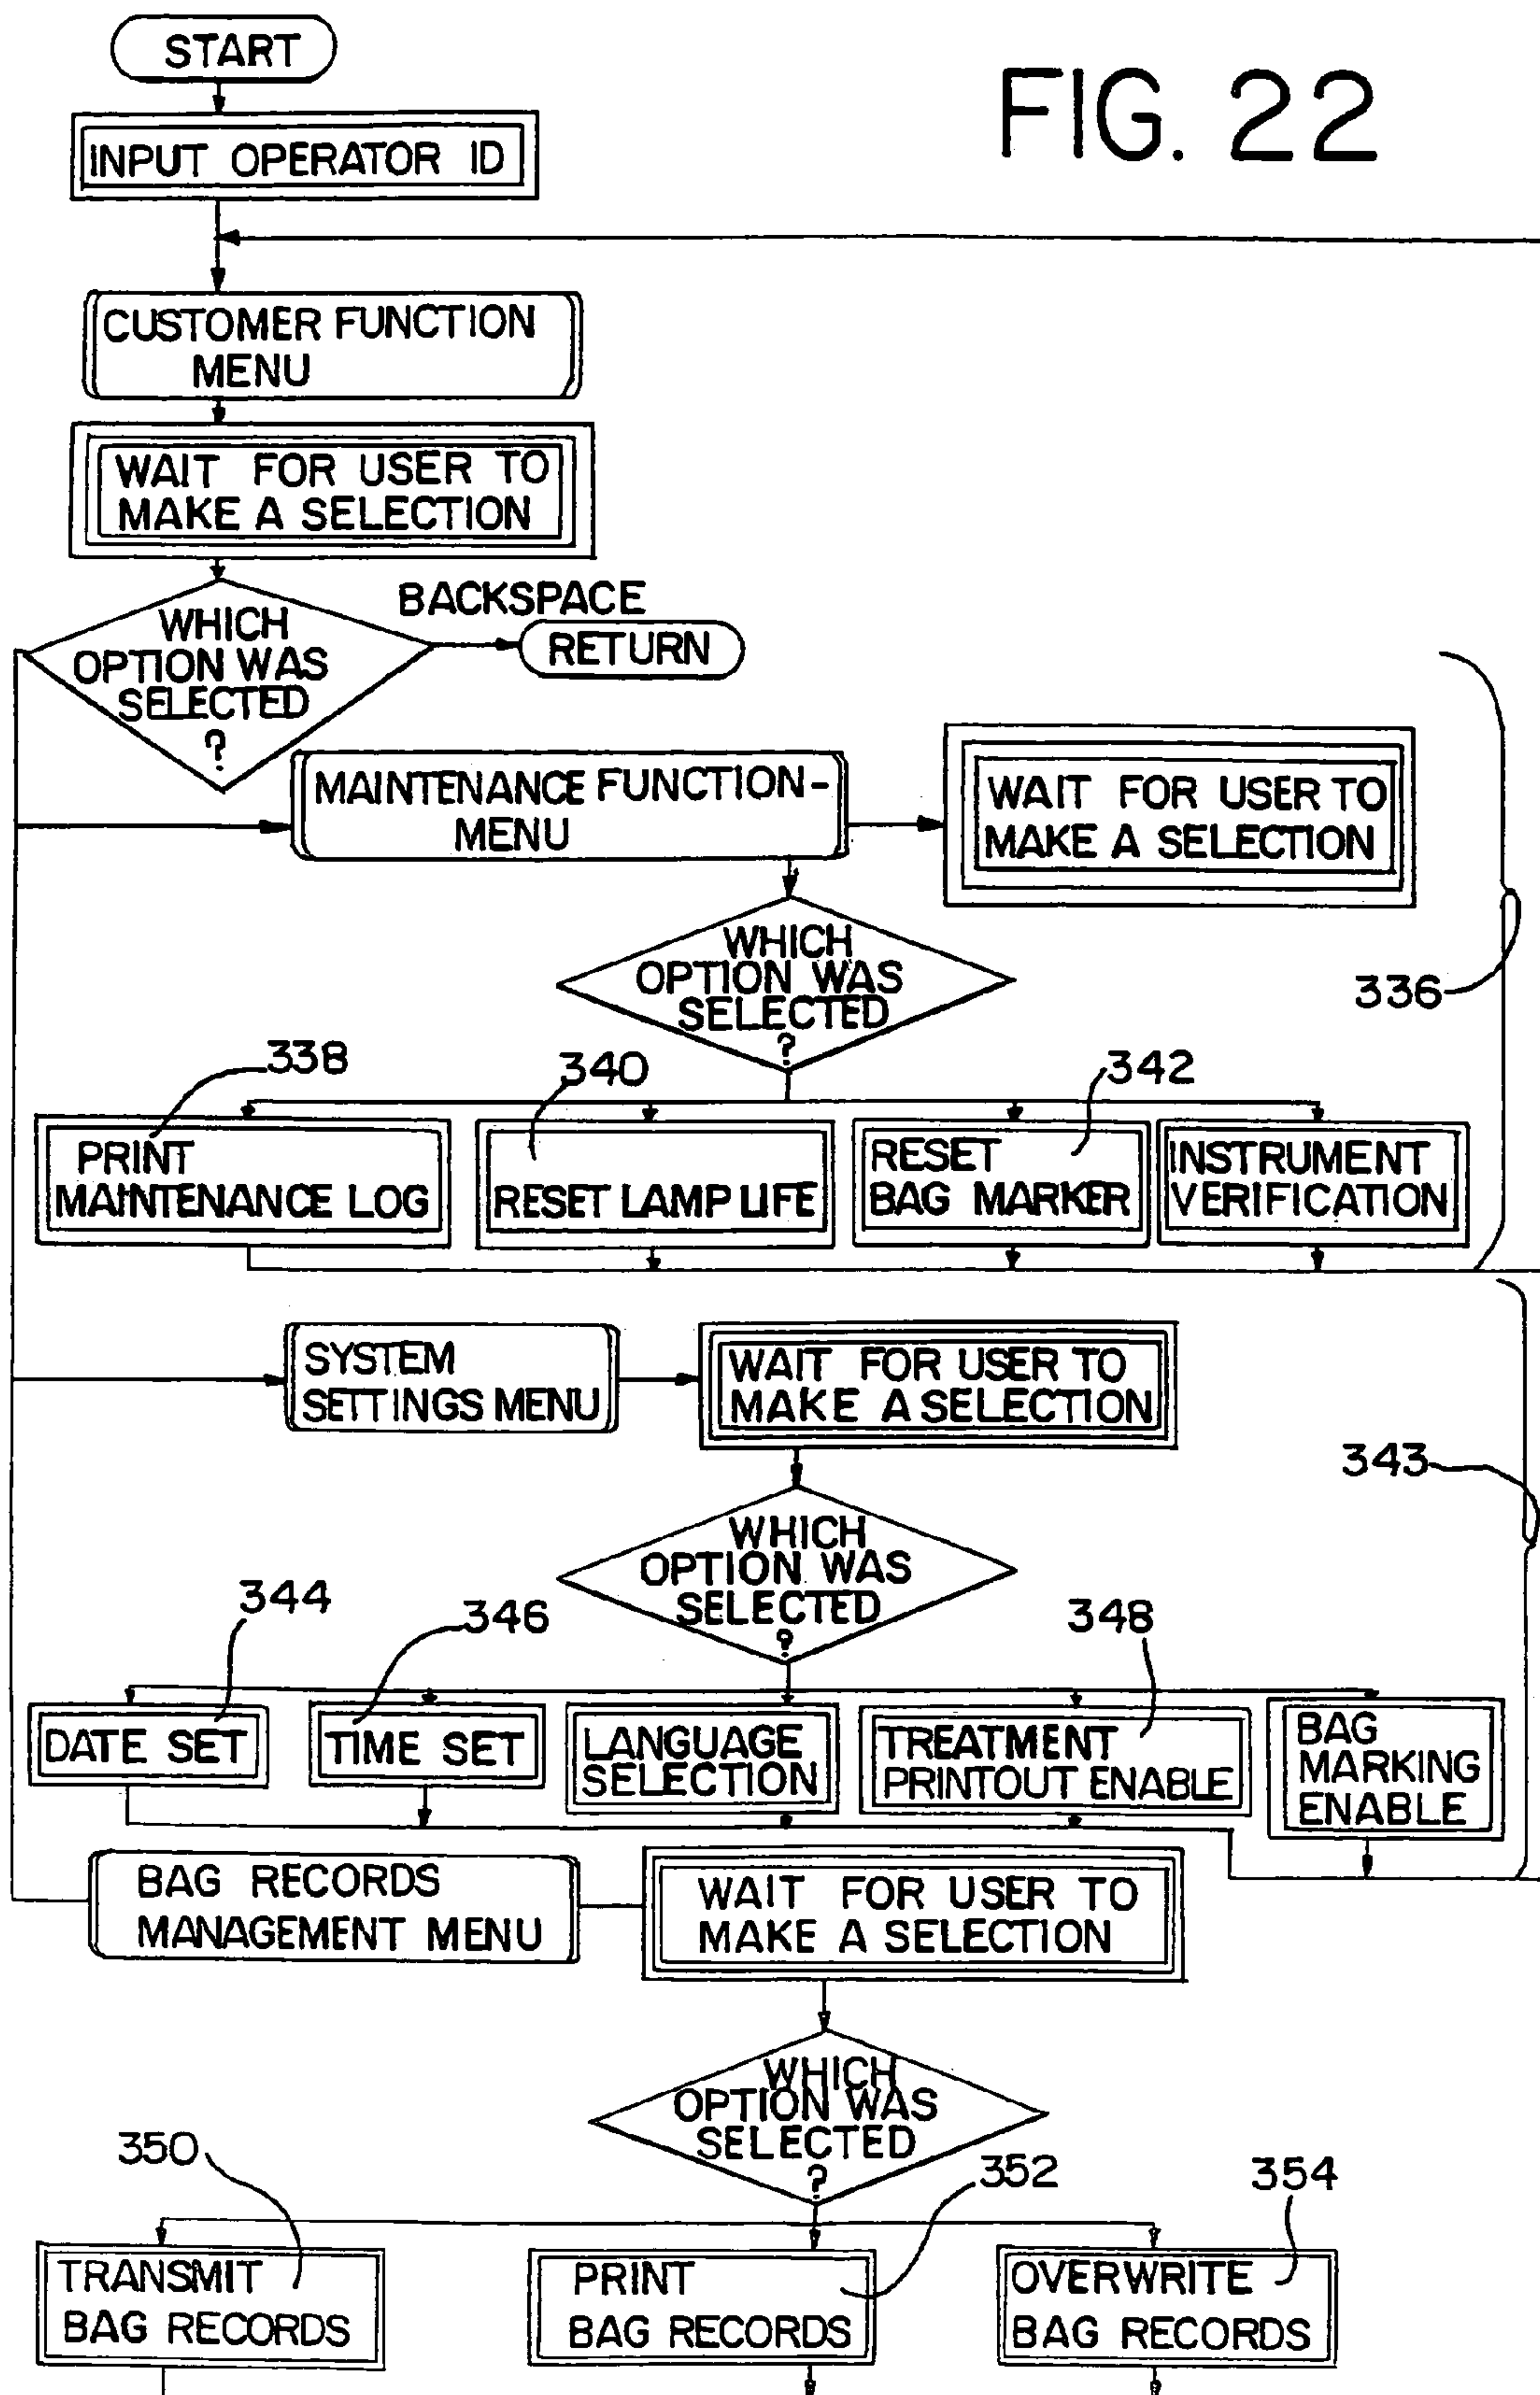 START
FIG. 22
INPUT OPERATOR ID
CUSTOMER FUNCTION
MENU
WAIT FOR USER TO
MAKE A SELECTION
BACKSPACE
WHICH
OPTION WAS
SELECTED
?
RETURN
MAINTENANCE FUNCTION-
MENU
WAIT FOR USER TO
MAKE A SELECTION
WHICH
OPTION WAS
SELECTED
?
336
338
340
342
PRINT
MAINTENANCE LOG
RESET LAMP LIFE
RESET
BAG MARKER
INSTRUMENT
VERIFICATION
SYSTEM
SETTINGS MENU
WAIT FOR USER TO
MAKE A SELECTION
343
WHICH
OPTION WAS
SELECTED
?
344
346
348
DATE SET
TIME SET
LANGUAGE
SELECTION
TREATMENT
PRINTOUT ENABLE
BAG
MARKING
ENABLE
BAG RECORDS
MANAGEMENT MENU
WAIT FOR USER TO
MAKE A SELECTION
WHICH
OPTION WAS
SELECTED
?
350
352
354
TRANSMIT
BAG RECORDS
PRINT
BAG RECORDS
OVERWRITE
BAG RECORDS